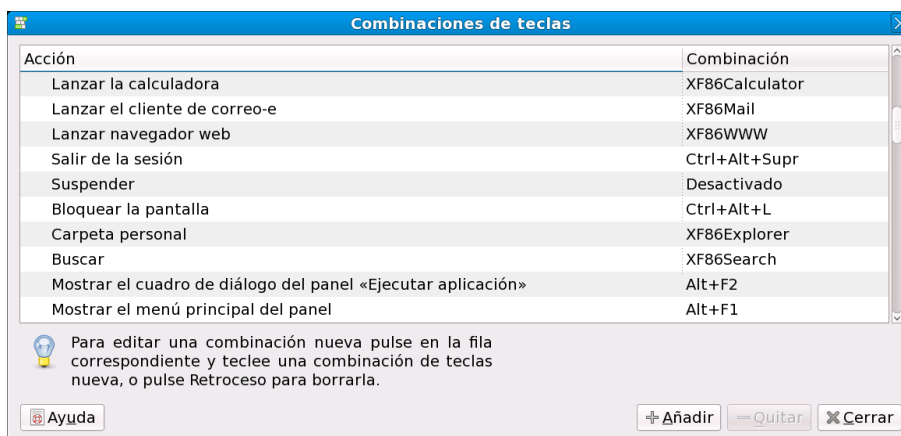 Combinaciones de teclas
Acción Combinación
Lanzar la calculadora XF86Calculator
Lanzar el cliente de correo-e XF86Mail
Lanzar navegador web XF86WWW
Salir de la sesión Ctrl+Alt+Supr
Suspender Desactivado
Bloquear la pantalla Ctrl+Alt+L
Carpeta personal XF86Explorer
Buscar XF86Search
Mostrar el cuadro de diálogo del panel «Ejecutar aplicación» Alt+F2
Mostrar el menú principal del panel Alt+F1
Para editar una combinación nueva pulse en la fila
correspondiente y teclee una combinación de teclas
nueva, o pulse Retroceso para borrarla.
Ayuda Añadir Quitar Cerrar